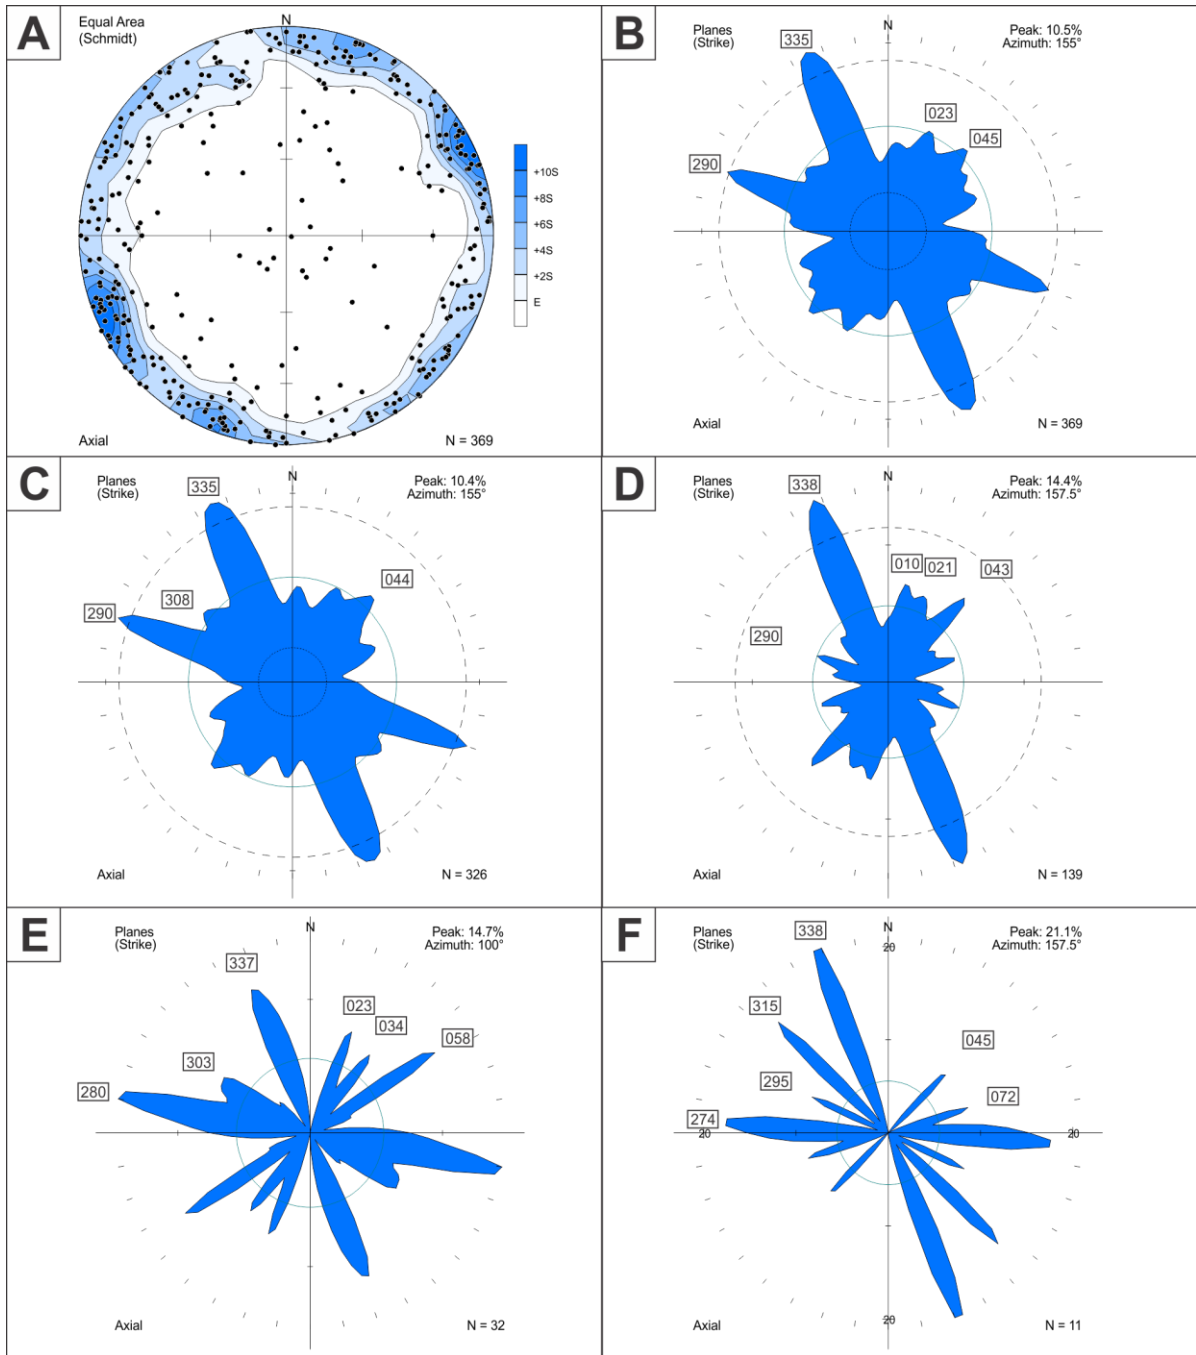 A
Equal Area
(Schmidt)
N
+10S
+8S
+6S
+4S
+2S
E
Axial
N = 369
B
Planes
(Strike)
N
Peak: 10.5%
Azimuth: 155°
335
023
045
290
Axial
N = 369
C
Planes
(Strike)
N
Peak: 10.4%
Azimuth: 155°
335
044
308
290
Axial
N = 326
D
Planes
(Strike)
N
Peak: 14.4%
Azimuth: 157.5°
338
010
021
043
290
Axial
N = 139
E
Planes
(Strike)
N
Peak: 14.7%
Azimuth: 100°
337
023
034
058
303
280
Axial
N = 32
F
Planes
(Strike)
N
20
Peak: 21.1%
Azimuth: 157.5°
338
315
045
295
072
274
20
20
20
Axial
N = 11